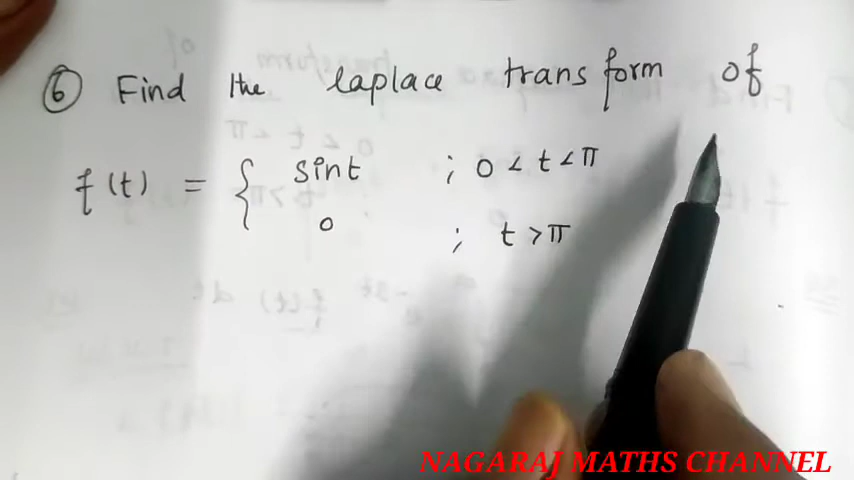 ⑥ Find the laplace transform of
f(t) = { sint ; 0 < t < π
0 ; t > π
NAGARAJ MATHS CHANNEL